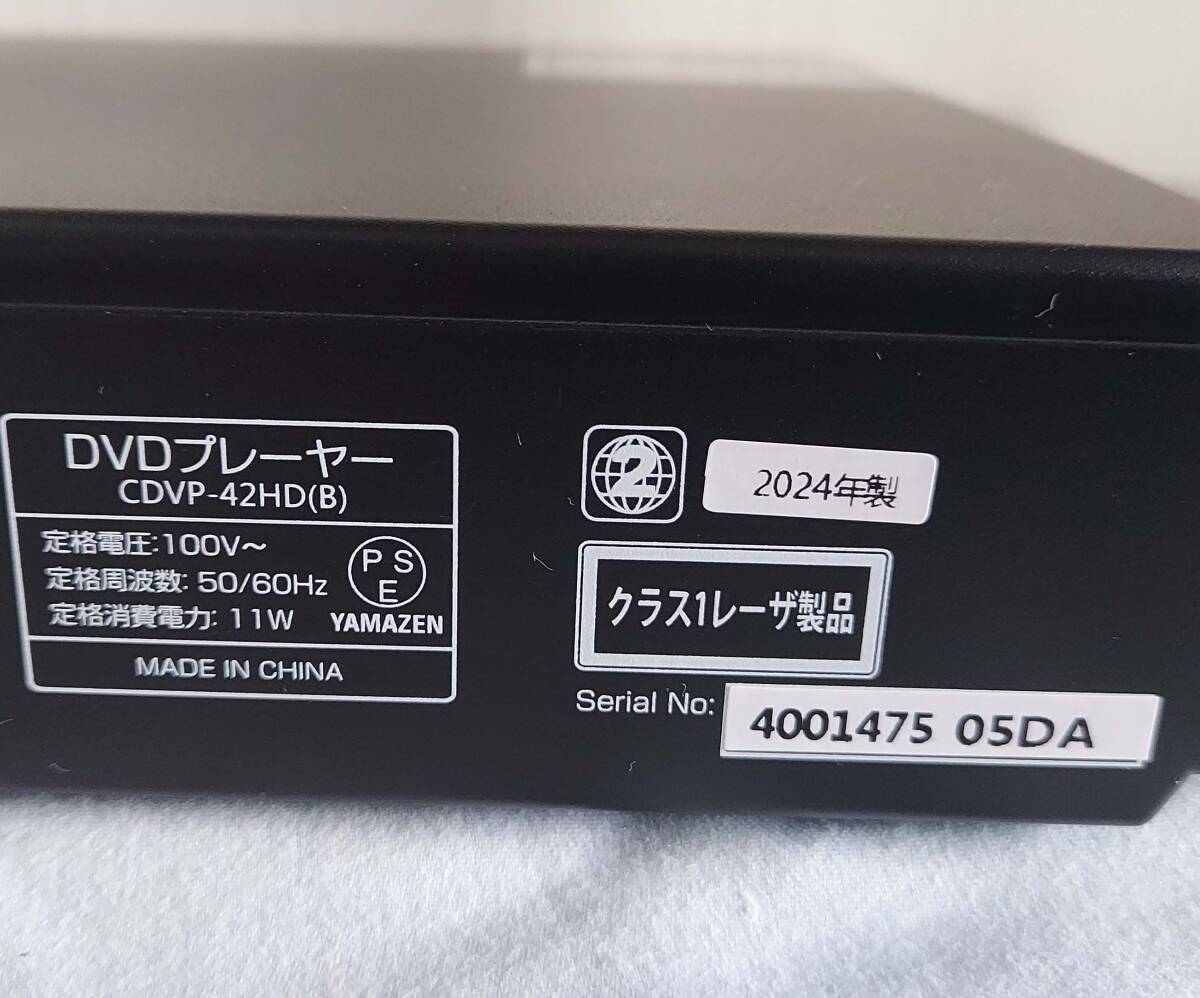 DVDプレーヤー
CDVP-42HD(B)
定格電圧:100V～
定格周波数: 50/60Hz
定格消費電力: 11W
PS
E
YAMAZEN
MADE IN CHINA
2
2024年製
クラス1レーザ製品
Serial No:
4001475 05DA